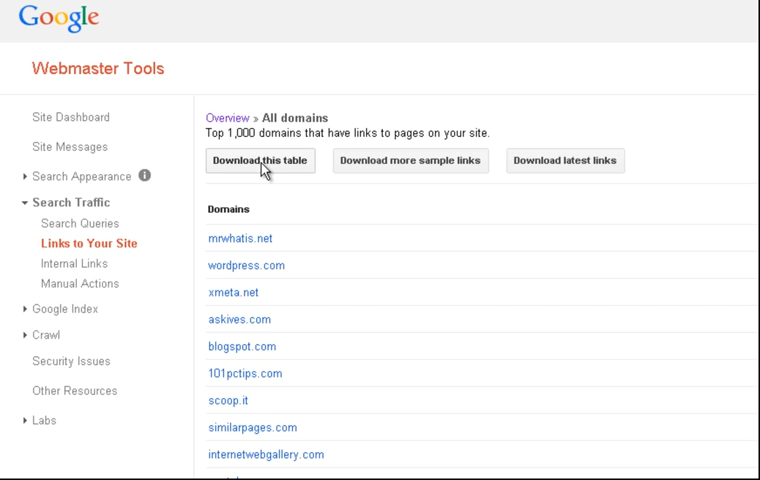 Google
Webmaster Tools
Site Dashboard
Site Messages
Search Appearance i
Search Traffic
Search Queries
Links to Your Site
Internal Links
Manual Actions
Google Index
Crawl
Security Issues
Other Resources
Labs
Overview » All domains
Top 1,000 domains that have links to pages on your site.
Download this table Download more sample links Download latest links
Domains
mrwhatis.net
wordpress.com
xmeta.net
askives.com
blogspot.com
101pctips.com
scoop.it
similarpages.com
internetwebgallery.com